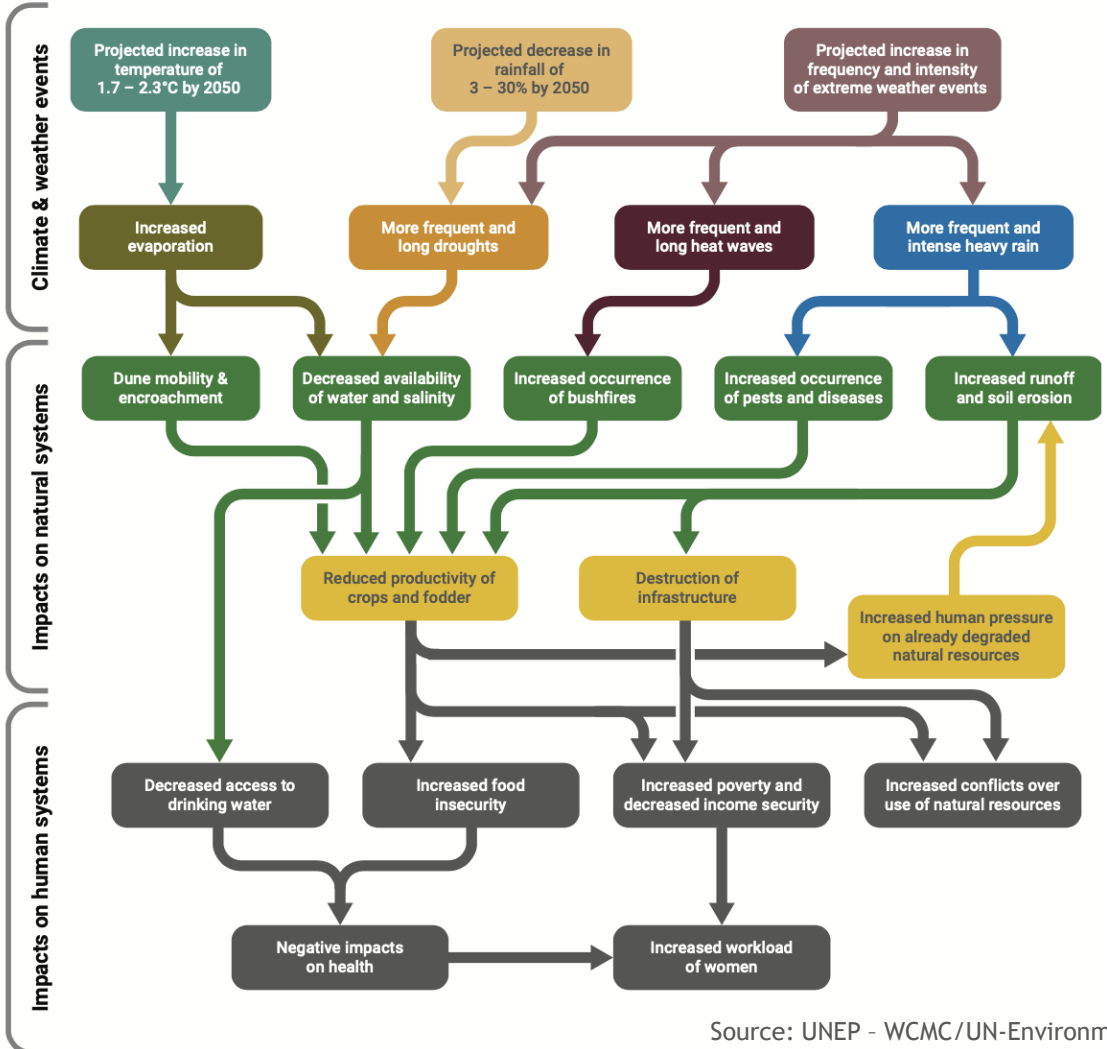 Climate & weather events
Projected increase in
temperature of
1.7 – 2.3°C by 2050
Projected decrease in
rainfall of
3 – 30% by 2050
Projected increase in
frequency and intensity
of extreme weather events
Increased
evaporation
More frequent and
long droughts
More frequent and
long heat waves
More frequent and
intense heavy rain
Impacts on natural systems
Dune mobility &
encroachment
Decreased availability
of water and salinity
Increased occurrence
of bushfires
Increased occurrence
of pests and diseases
Increased runoff
and soil erosion
Reduced productivity of
crops and fodder
Destruction of
infrastructure
Increased human pressure
on already degraded
natural resources
Impacts on human systems
Decreased access to
drinking water
Increased food
insecurity
Increased poverty and
decreased income security
Increased conflicts over
use of natural resources
Negative impacts
on health
Increased workload
of women
Source: UNEP - WCMC/UN-Environm